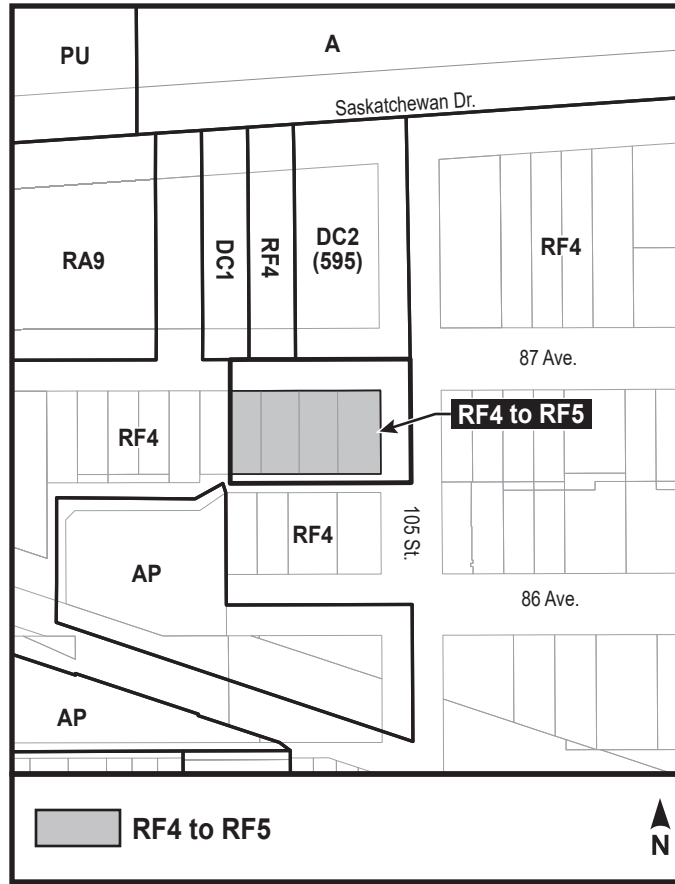 PU
A
Saskatchewan Dr.
RA9
DC1
RF4
DC2
(595)
RF4
87 Ave.
RF4
RF4 to RF5
RF4
105 St.
AP
86 Ave.
AP
RF4 to RF5
N